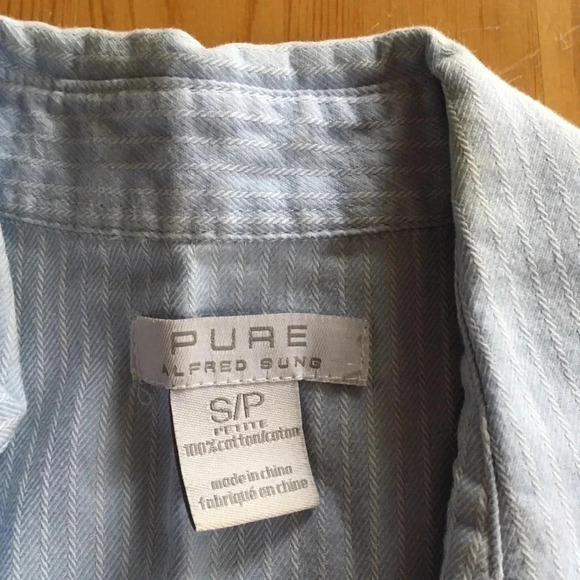 PURE
ALFRED SUNG
S/P
PETITE
100% cotton/coton
made in china
fabriqué en chine